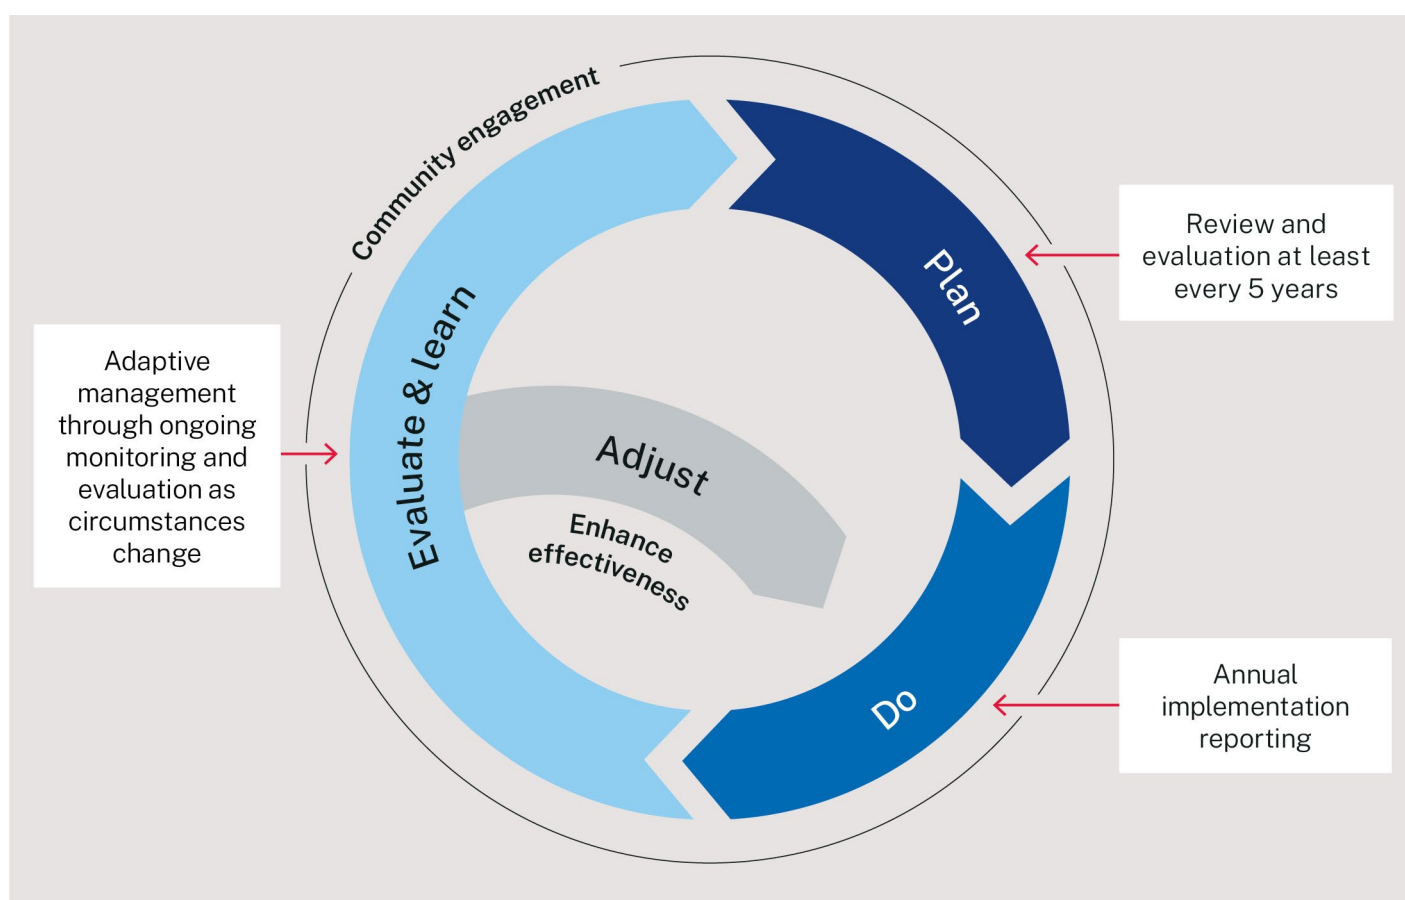 Community engagement
Plan
Review and
evaluation at least
every 5 years
Evaluate & learn
Adaptive
management
through ongoing
monitoring and
evaluation as
circumstances
change
Adjust
Enhance
effectiveness
Do
Annual
implementation
reporting